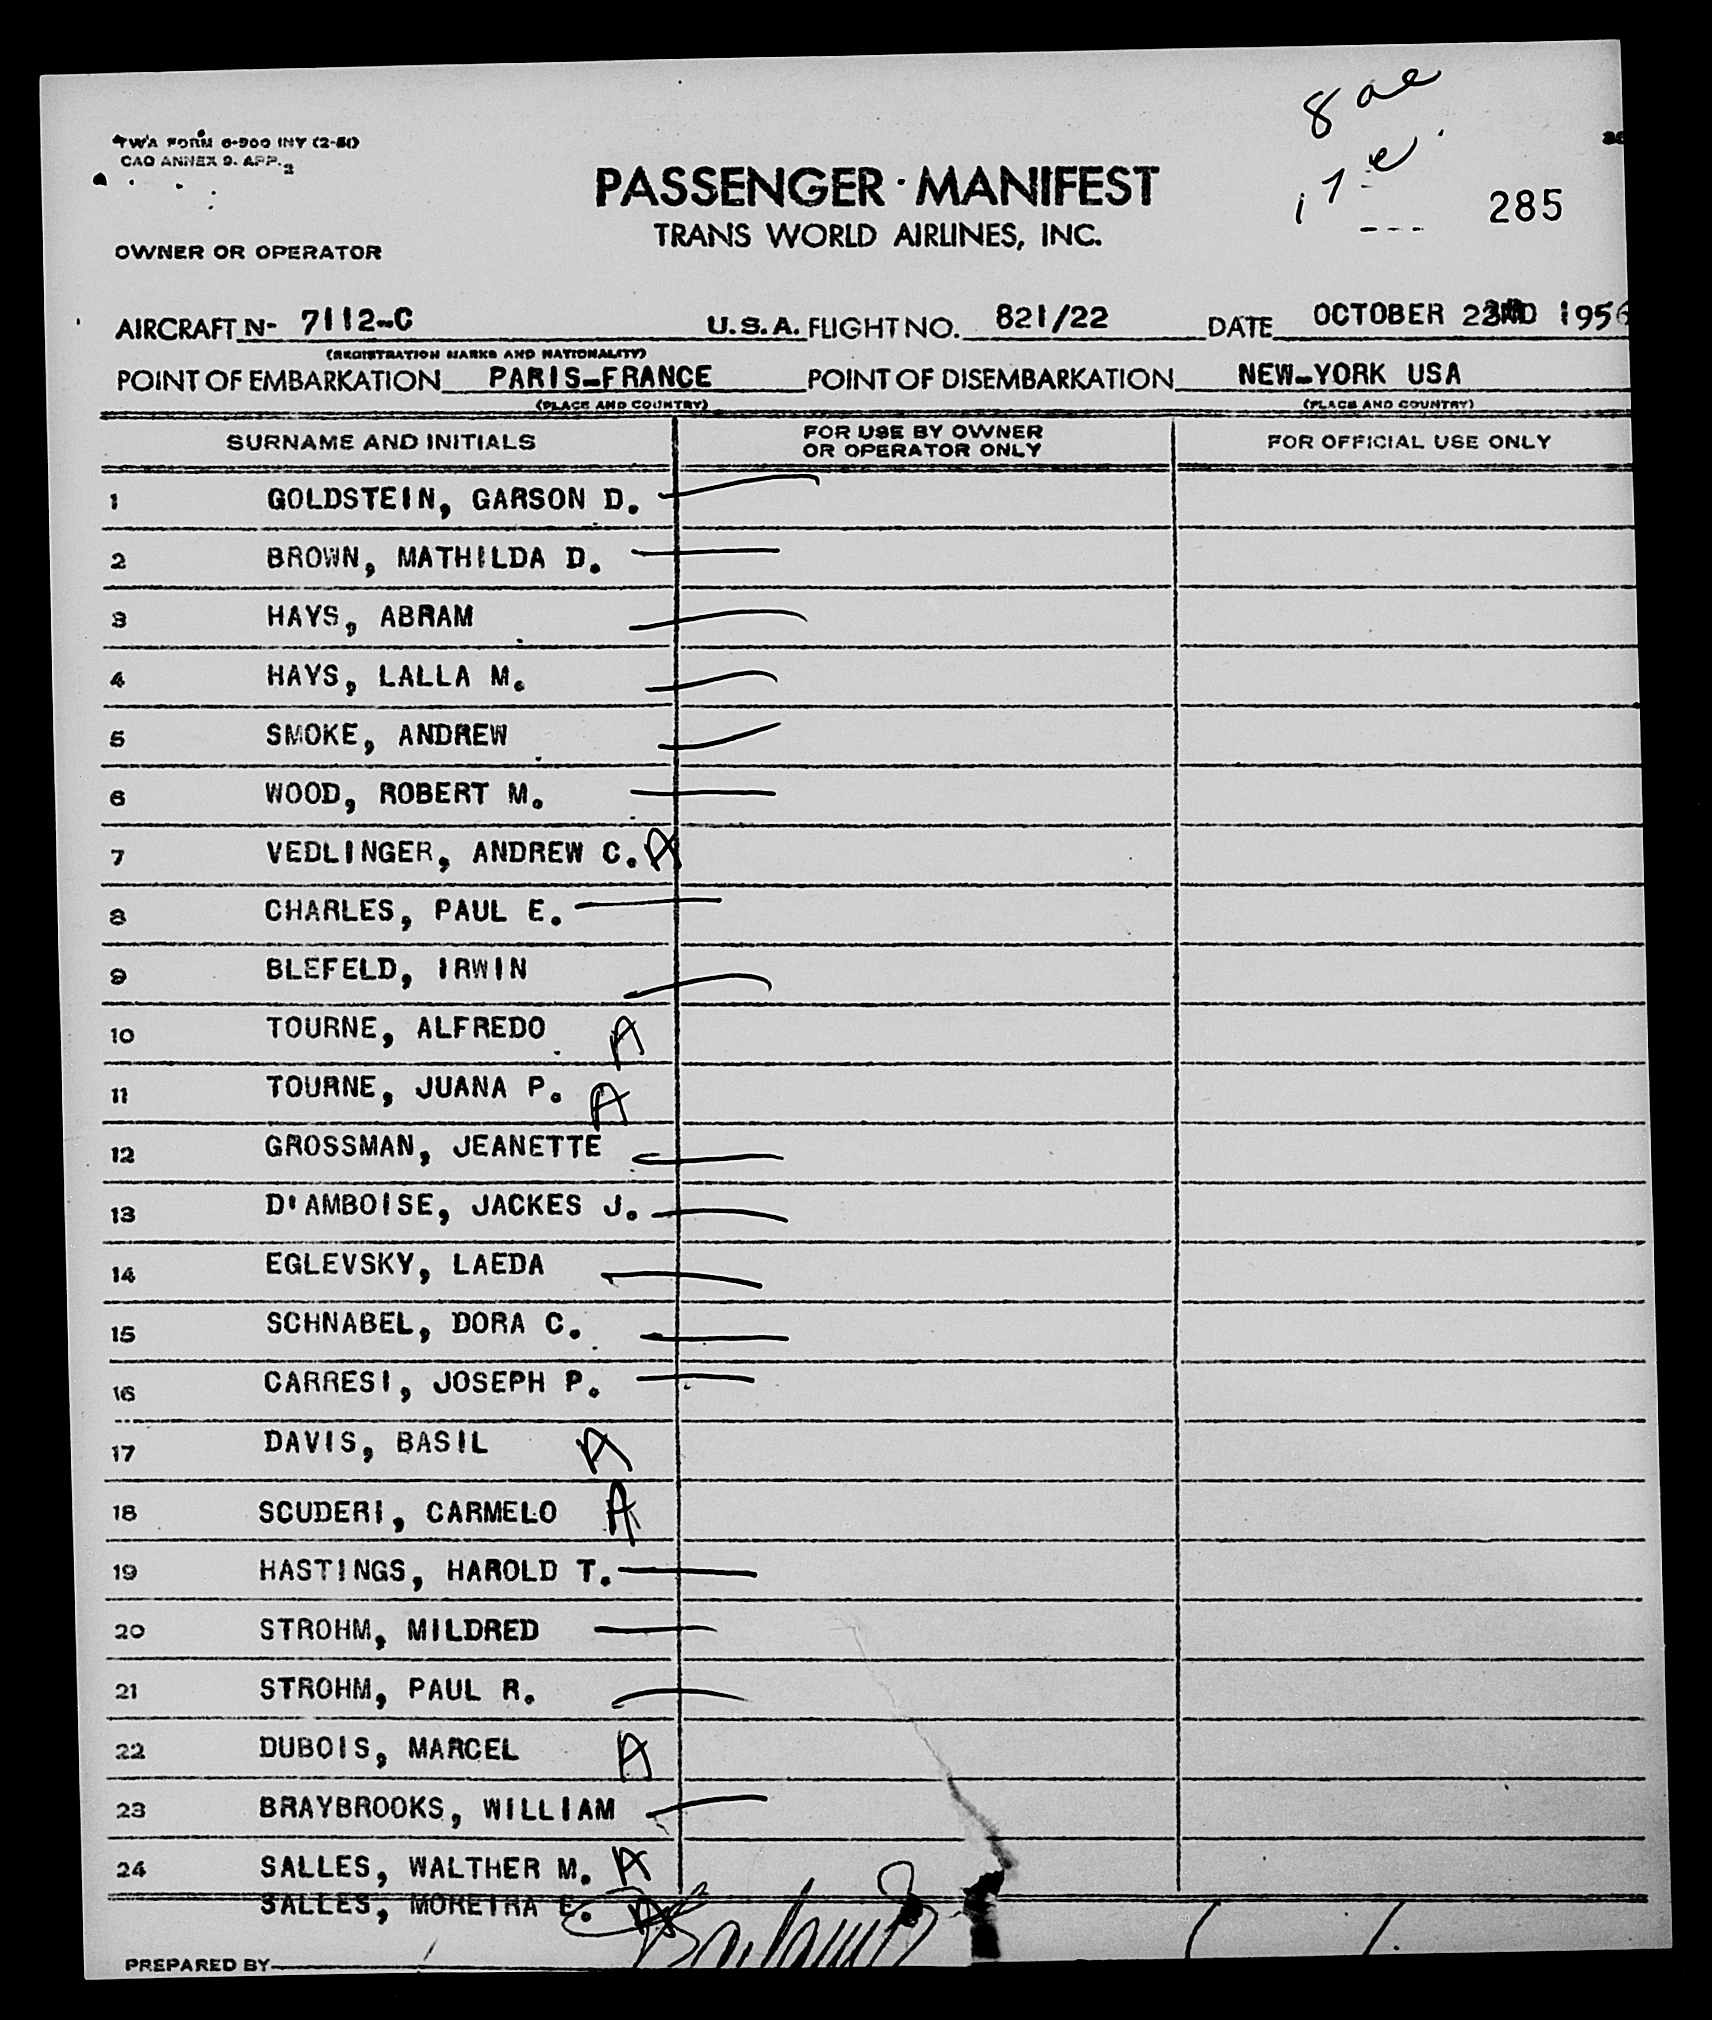 8 ae
TWA FORM 6-900 INY (2-51)
CAO ANNEX 9. APP. 2
PASSENGER · MANIFEST
17 e
285
TRANS WORLD AIRLINES, INC.
OWNER OR OPERATOR
AIRCRAFT N- 7112-C U.S.A. FLIGHT NO. 821/22 DATE OCTOBER 22ND 1956
(REGISTRATION MARKS AND NATIONALITY)
POINT OF EMBARKATION PARIS-FRANCE POINT OF DISEMBARKATION NEW-YORK USA
(PLACE AND COUNTRY) (PLACE AND COUNTRY)
SURNAME AND INITIALS FOR USE BY OWNER OR OPERATOR ONLY FOR OFFICIAL USE ONLY
1 GOLDSTEIN, GARSON D.
2 BROWN, MATHILDA D.
3 HAYS, ABRAM
4 HAYS, LALLA M.
5 SMOKE, ANDREW
6 WOOD, ROBERT M.
7 VEDLINGER, ANDREW C. A
8 CHARLES, PAUL E.
9 BLEFELD, IRWIN
10 TOURNE, ALFREDO A
11 TOURNE, JUANA P. A
12 GROSSMAN, JEANETTE
13 D'AMBOISE, JACKES J.
14 EGLEVSKY, LAEDA
15 SCHNABEL, DORA C.
16 CARRESI, JOSEPH P.
17 DAVIS, BASIL A
18 SCUDERI, CARMELO A
19 HASTINGS, HAROLD T.
20 STROHM, MILDRED
21 STROHM, PAUL R.
22 DUBOIS, MARCEL A
23 BRAYBROOKS, WILLIAM
24 SALLES, WALTHER M. A
SALLES, MOREIRA E. A
PREPARED BY